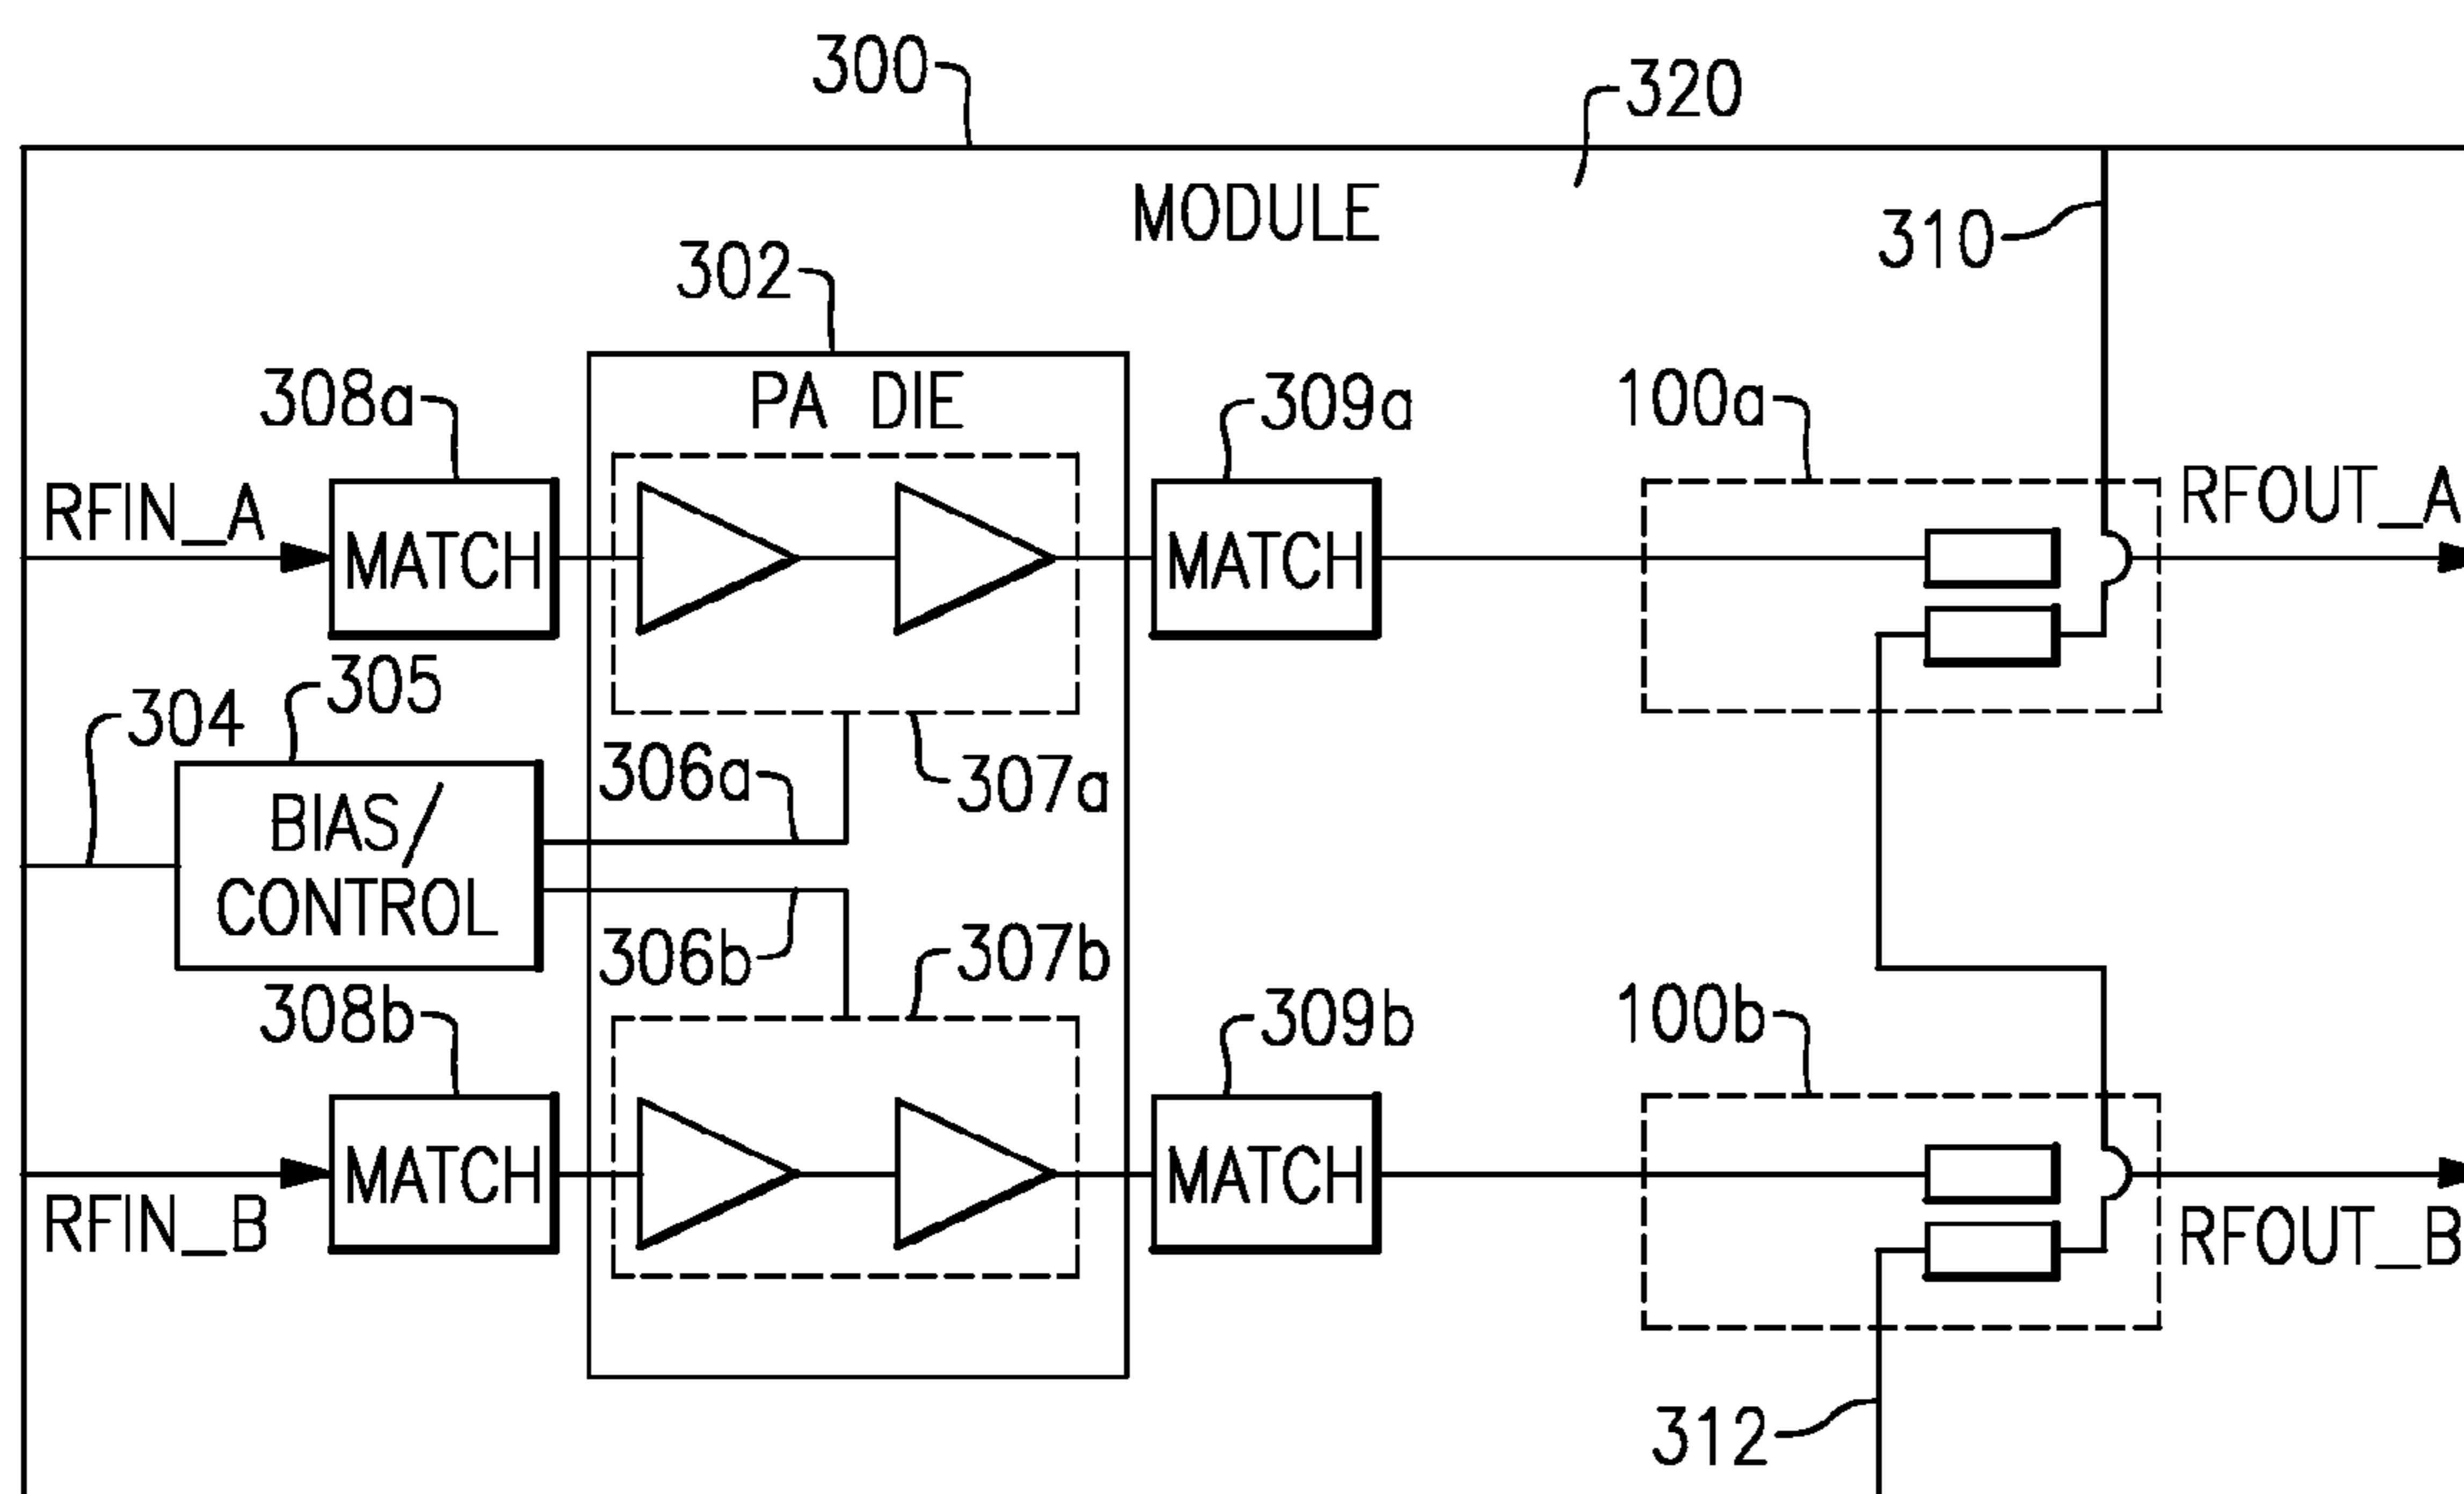 300
320
MODULE
310
302
308a
PA DIE
309a
100a
RFIN_A
MATCH
MATCH
RFOUT_A
304
305
306a
307a
BIAS/
CONTROL
306b
307b
308b
309b
100b
MATCH
MATCH
RFIN_B
RFOUT_B
312